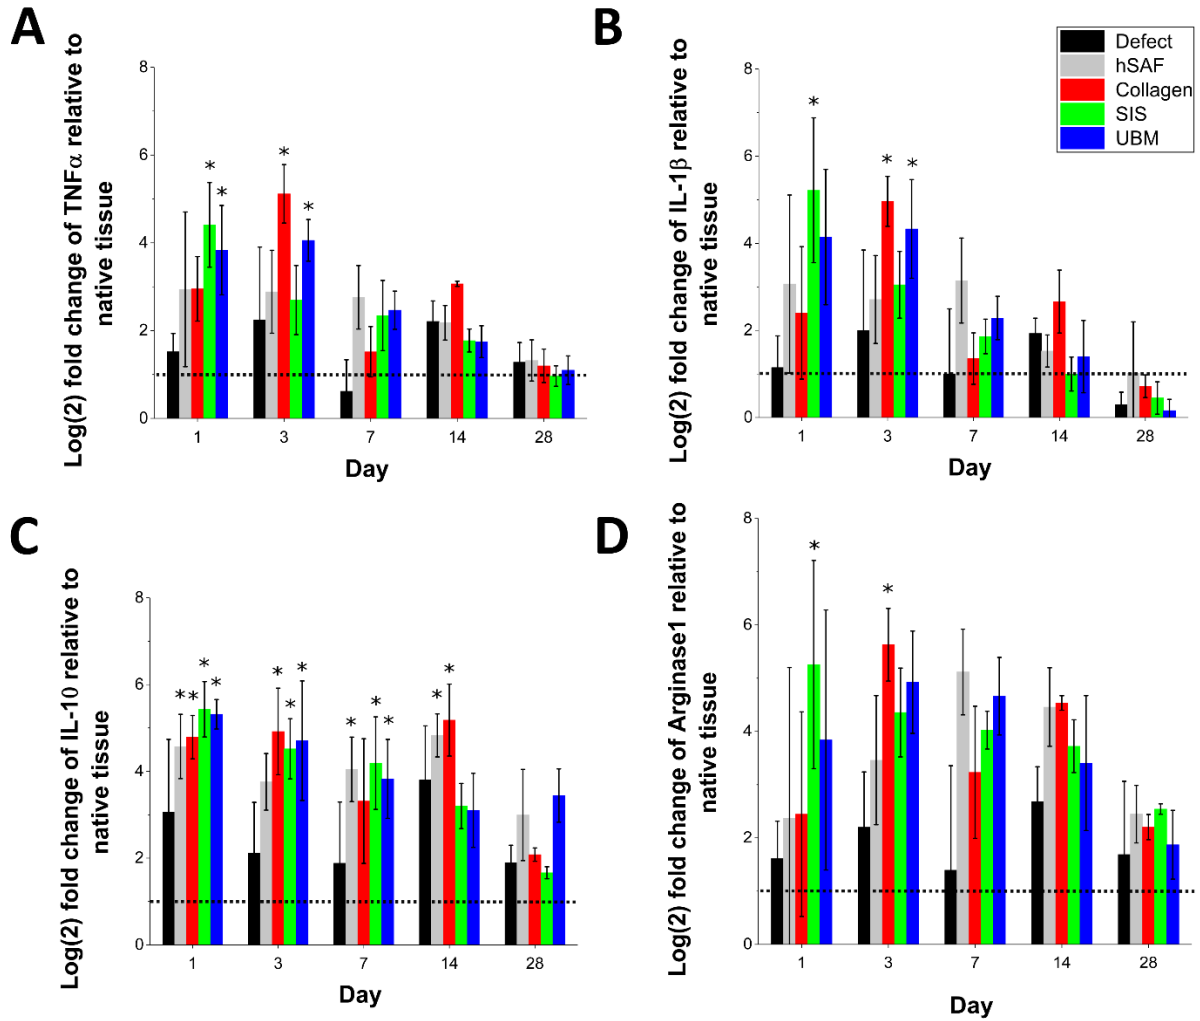 A
Log(2) fold change of TNFα relative to
native tissue
8
6
4
2
0
* * * *
1 3 7 14 28
Day
B
Log(2) fold change of IL-1β relative to
native tissue
8
6
4
2
0
* * *
1 3 7 14 28
Day
Defect
hSAF
Collagen
SIS
UBM
C
Log(2) fold change of IL-10 relative to
native tissue
8
6
4
2
0
* * * * * * * * * * * *
1 3 7 14 28
Day
D
Log(2) fold change of Arginase1 relative to
native tissue
8
6
4
2
0
* *
1 3 7 14 28
Day